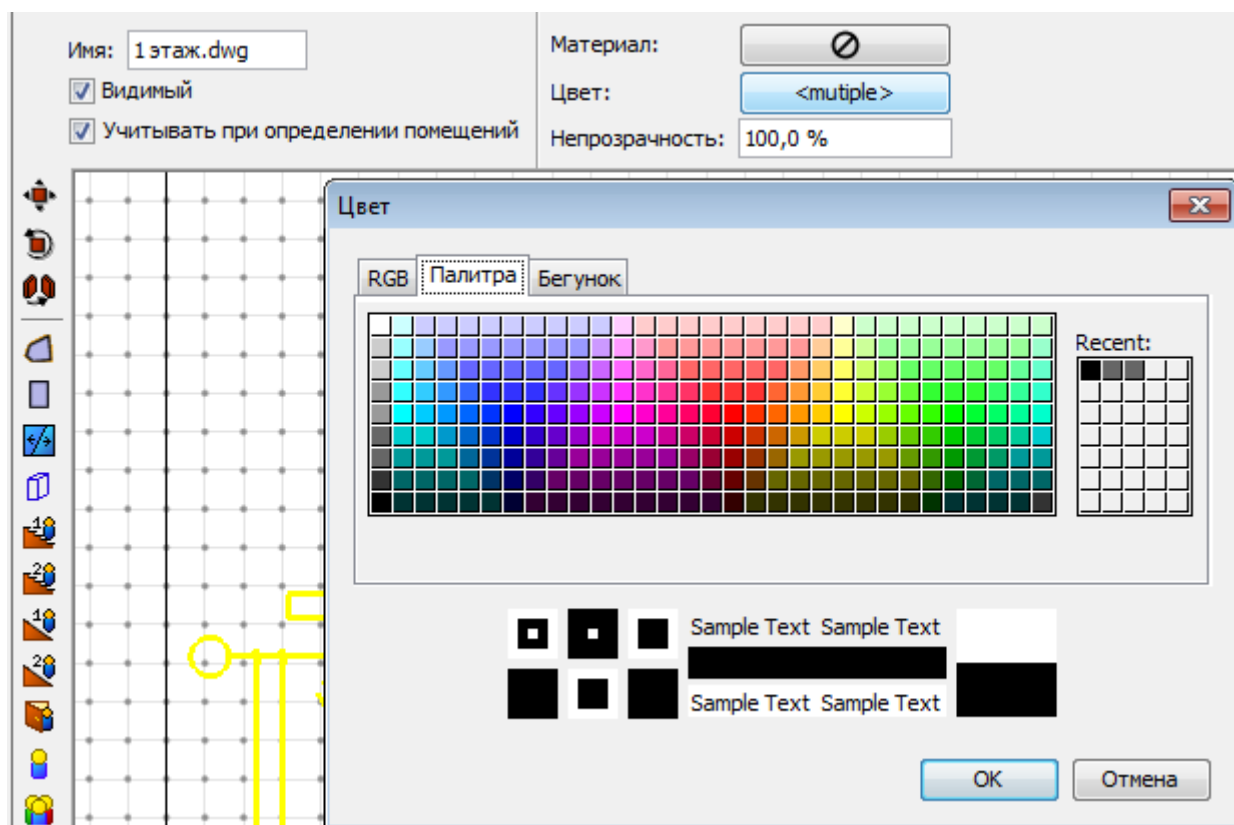 Имя: 1 этаж.dwg
Видимый
Учитывать при определении помещений
Материал:
Цвет: <mutiple>
Непрозрачность: 100,0 %
Цвет
RGB Палитра Бегунок
Recent:
Sample Text Sample Text
Sample Text Sample Text
OK Отмена